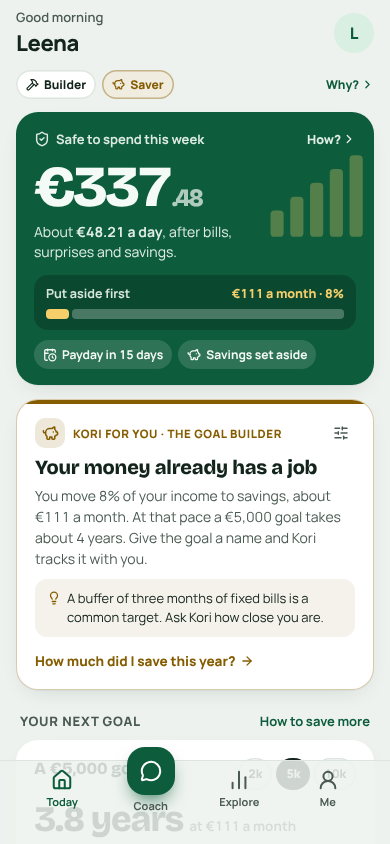 Good morning
Leena
L
Builder
Saver
Why?
Safe to spend this week
How?
€337.48
About €48.21 a day, after bills,
surprises and savings.
Put aside first
€111 a month · 8%
Payday in 15 days
Savings set aside
KORI FOR YOU · THE GOAL BUILDER
Your money already has a job
You move 8% of your income to savings, about
€111 a month. At that pace a €5,000 goal takes
about 4 years. Give the goal a name and Kori
tracks it with you.
A buffer of three months of fixed bills is a
common target. Ask Kori how close you are.
How much did I save this year?
YOUR NEXT GOAL
How to save more
A €5,000
2k
5k
Today
Coach
Explore
Me
3.8 years at €111 a month